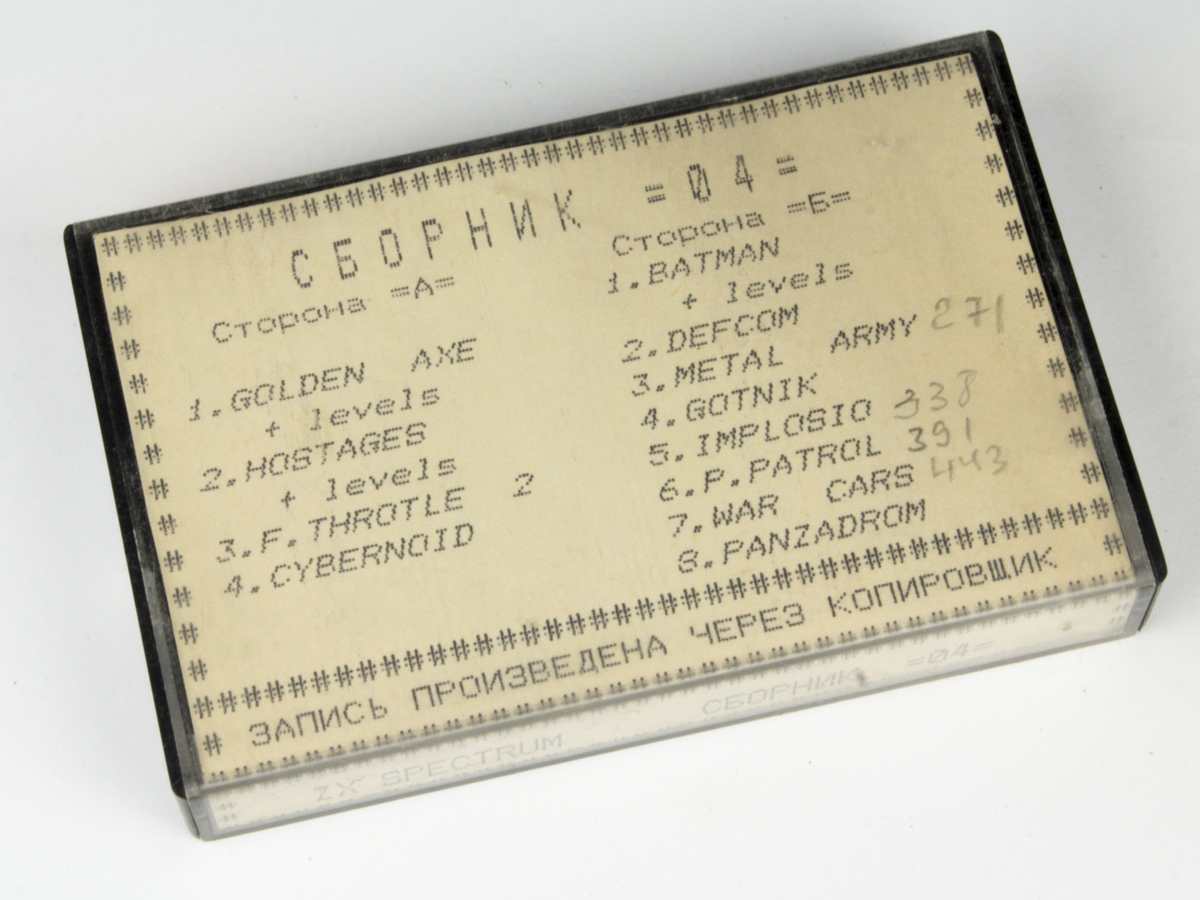 СБОРНИК =04=
Сторона =А=
1.GOLDEN AXE
+ levels
2.HOSTAGES
+ levels
3.F.THROTLE 2
4.CYBERNOID
Сторона =Б=
1.BATMAN
+ levels
2.DEFCOM
3.METAL ARMY 271
4.GOTNIK
5.IMPLOSIO 338
6.P.PATROL 391
7.WAR CARS 443
8.PANZADROM
ЗАПИСЬ ПРОИЗВЕДЕНА ЧЕРЕЗ КОПИРОВЩИК
ZX SPECTRUM СБОРНИК =04=